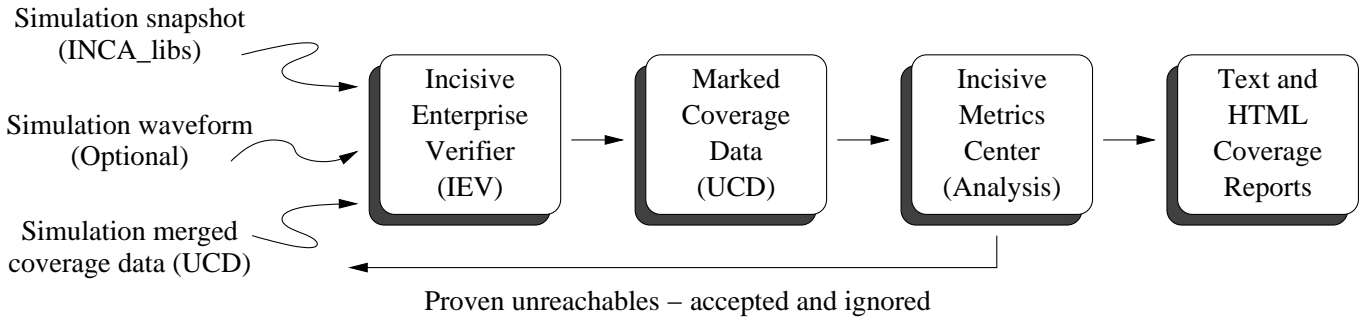 Simulation snapshot
(INCA_libs)
Simulation waveform
(Optional)
Simulation merged
coverage data (UCD)
Incisive
Enterprise
Verifier
(IEV)
Marked
Coverage
Data
(UCD)
Incisive
Metrics
Center
(Analysis)
Text and
HTML
Coverage
Reports
Proven unreachables – accepted and ignored